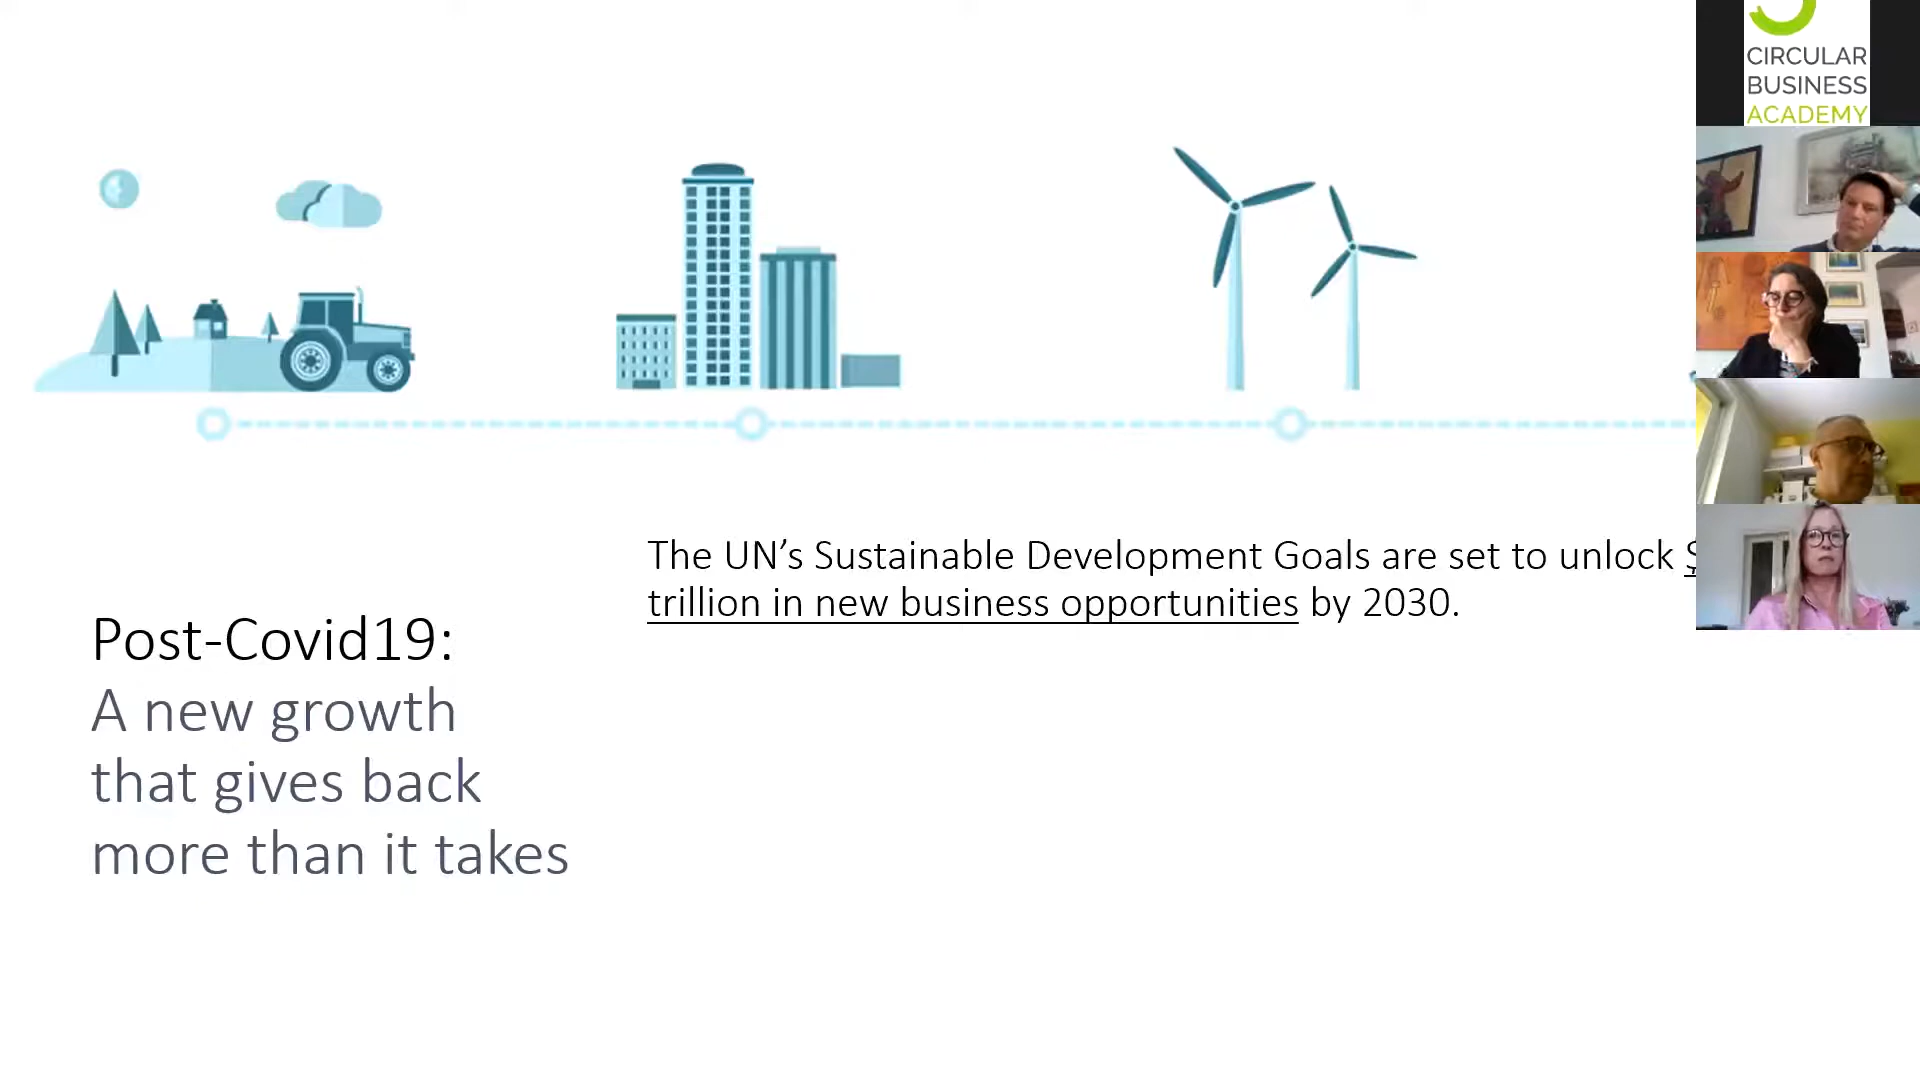 CIRCULAR
BUSINESS
ACADEMY
The UN’s Sustainable Development Goals are set to unlock
trillion in new business opportunities by 2030.
Post-Covid19:
A new growth
that gives back
more than it takes